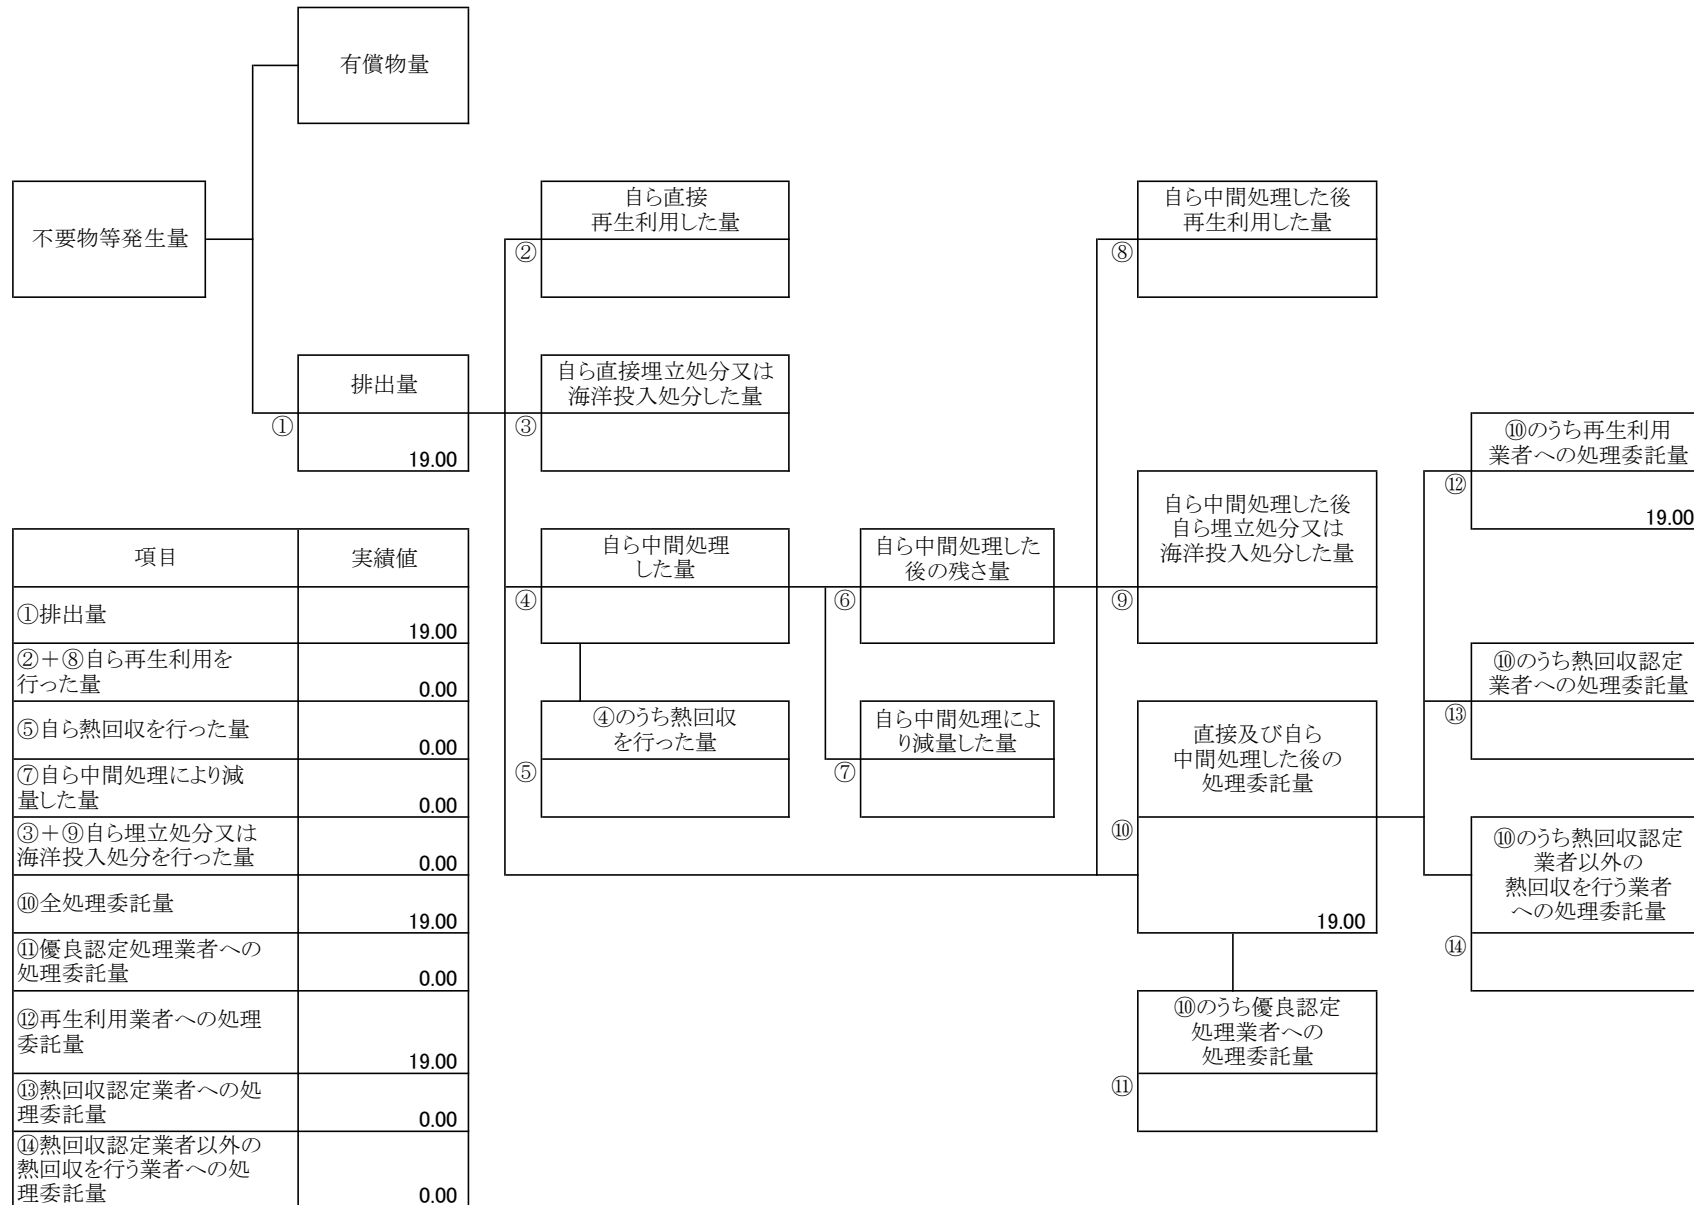 有償物量
不要物等発生量
排出量
①
19.00
自ら直接
再生利用した量
②
自ら直接埋立処分又は
海洋投入処分した量
③
自ら中間処理
した量
④
④のうち熱回収
を行った量
⑤
自ら中間処理した
後の残さ量
⑥
自ら中間処理によ
り減量した量
⑦
自ら中間処理した後
再生利用した量
⑧
自ら中間処理した後
自ら埋立処分又は
海洋投入処分した量
⑨
直接及び自ら
中間処理した後の
処理委託量
⑩
19.00
⑩のうち優良認定
処理業者への
処理委託量
⑪
⑩のうち再生利用
業者への処理委託量
⑫
19.00
⑩のうち熱回収認定
業者への処理委託量
⑬
⑩のうち熱回収認定
業者以外の
熱回収を行う業者
への処理委託量
⑭
項目 実績値
①排出量
19.00
②+⑧自ら再生利用を
行った量
0.00
⑤自ら熱回収を行った量
0.00
⑦自ら中間処理により減
量した量
0.00
③+⑨自ら埋立処分又は
海洋投入処分を行った量
0.00
⑩全処理委託量
19.00
⑪優良認定処理業者への
処理委託量
0.00
⑫再生利用業者への処理
委託量
19.00
⑬熱回収認定業者への処
理委託量
0.00
⑭熱回収認定業者以外の
熱回収を行う業者への処
理委託量
0.00